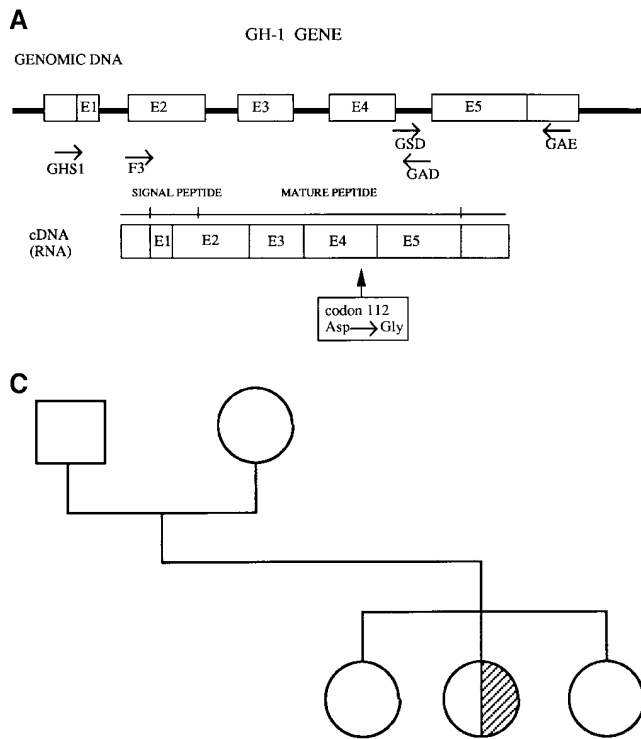 A
GH-1 GENE
GENOMIC DNA
E1 E2 E3 E4 E5
GHS1 F3 GSD GAD GAE
SIGNAL PEPTIDE MATURE PEPTIDE
cDNA
(RNA)
E1 E2 E3 E4 E5
codon 112
Asp → Gly
C